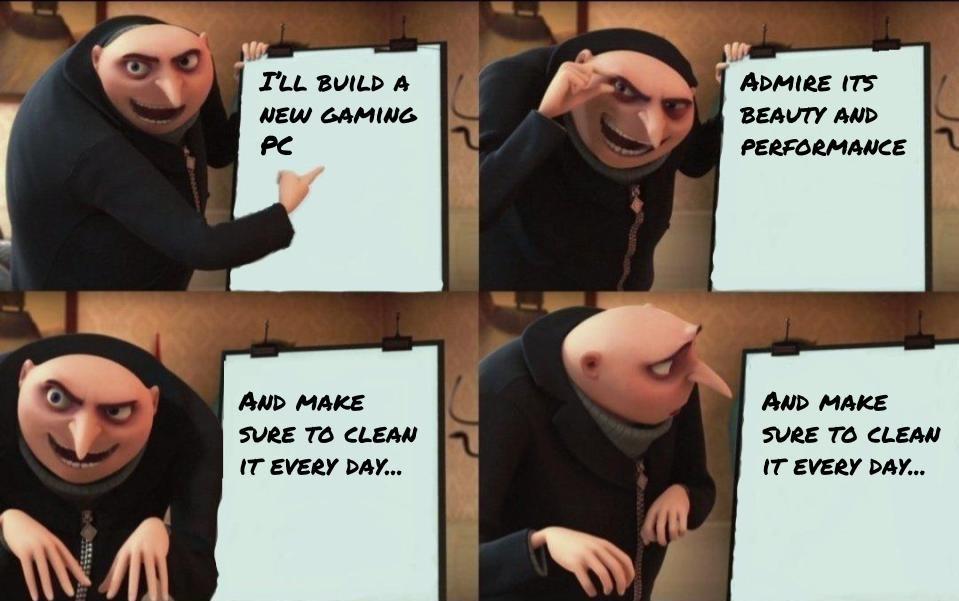 I'LL BUILD A
NEW GAMING
PC
ADMIRE ITS
BEAUTY AND
PERFORMANCE
AND MAKE
SURE TO CLEAN
IT EVERY DAY...
AND MAKE
SURE TO CLEAN
IT EVERY DAY...